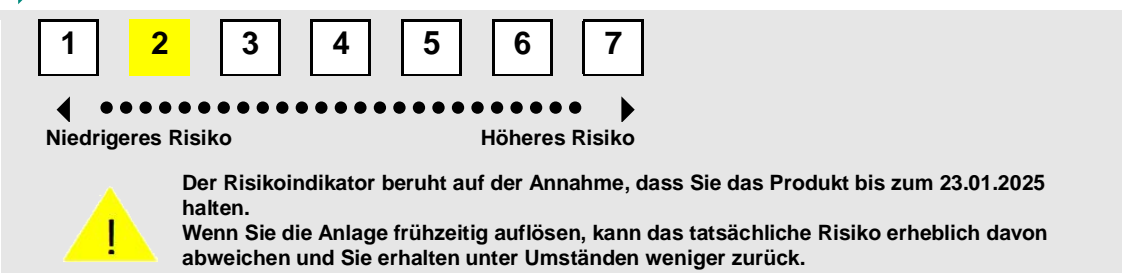 1 2 3 4 5 6 7
Niedrigeres Risiko Höheres Risiko
Der Risikoindikator beruht auf der Annahme, dass Sie das Produkt bis zum 23.01.2025
halten.
Wenn Sie die Anlage frühzeitig auflösen, kann das tatsächliche Risiko erheblich davon
abweichen und Sie erhalten unter Umständen weniger zurück.
!